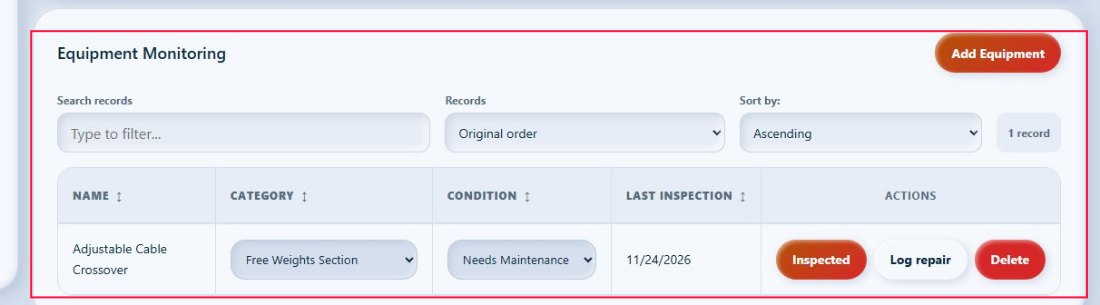 Equipment Monitoring
Add Equipment
Search records
Records
Sort by:
Type to filter...
Original order
Ascending
1 record
NAME ↕
CATEGORY ↕
CONDITION ↕
LAST INSPECTION ↕
ACTIONS
Adjustable Cable
Crossover
Free Weights Section
Needs Maintenance
11/24/2026
Inspected
Log repair
Delete